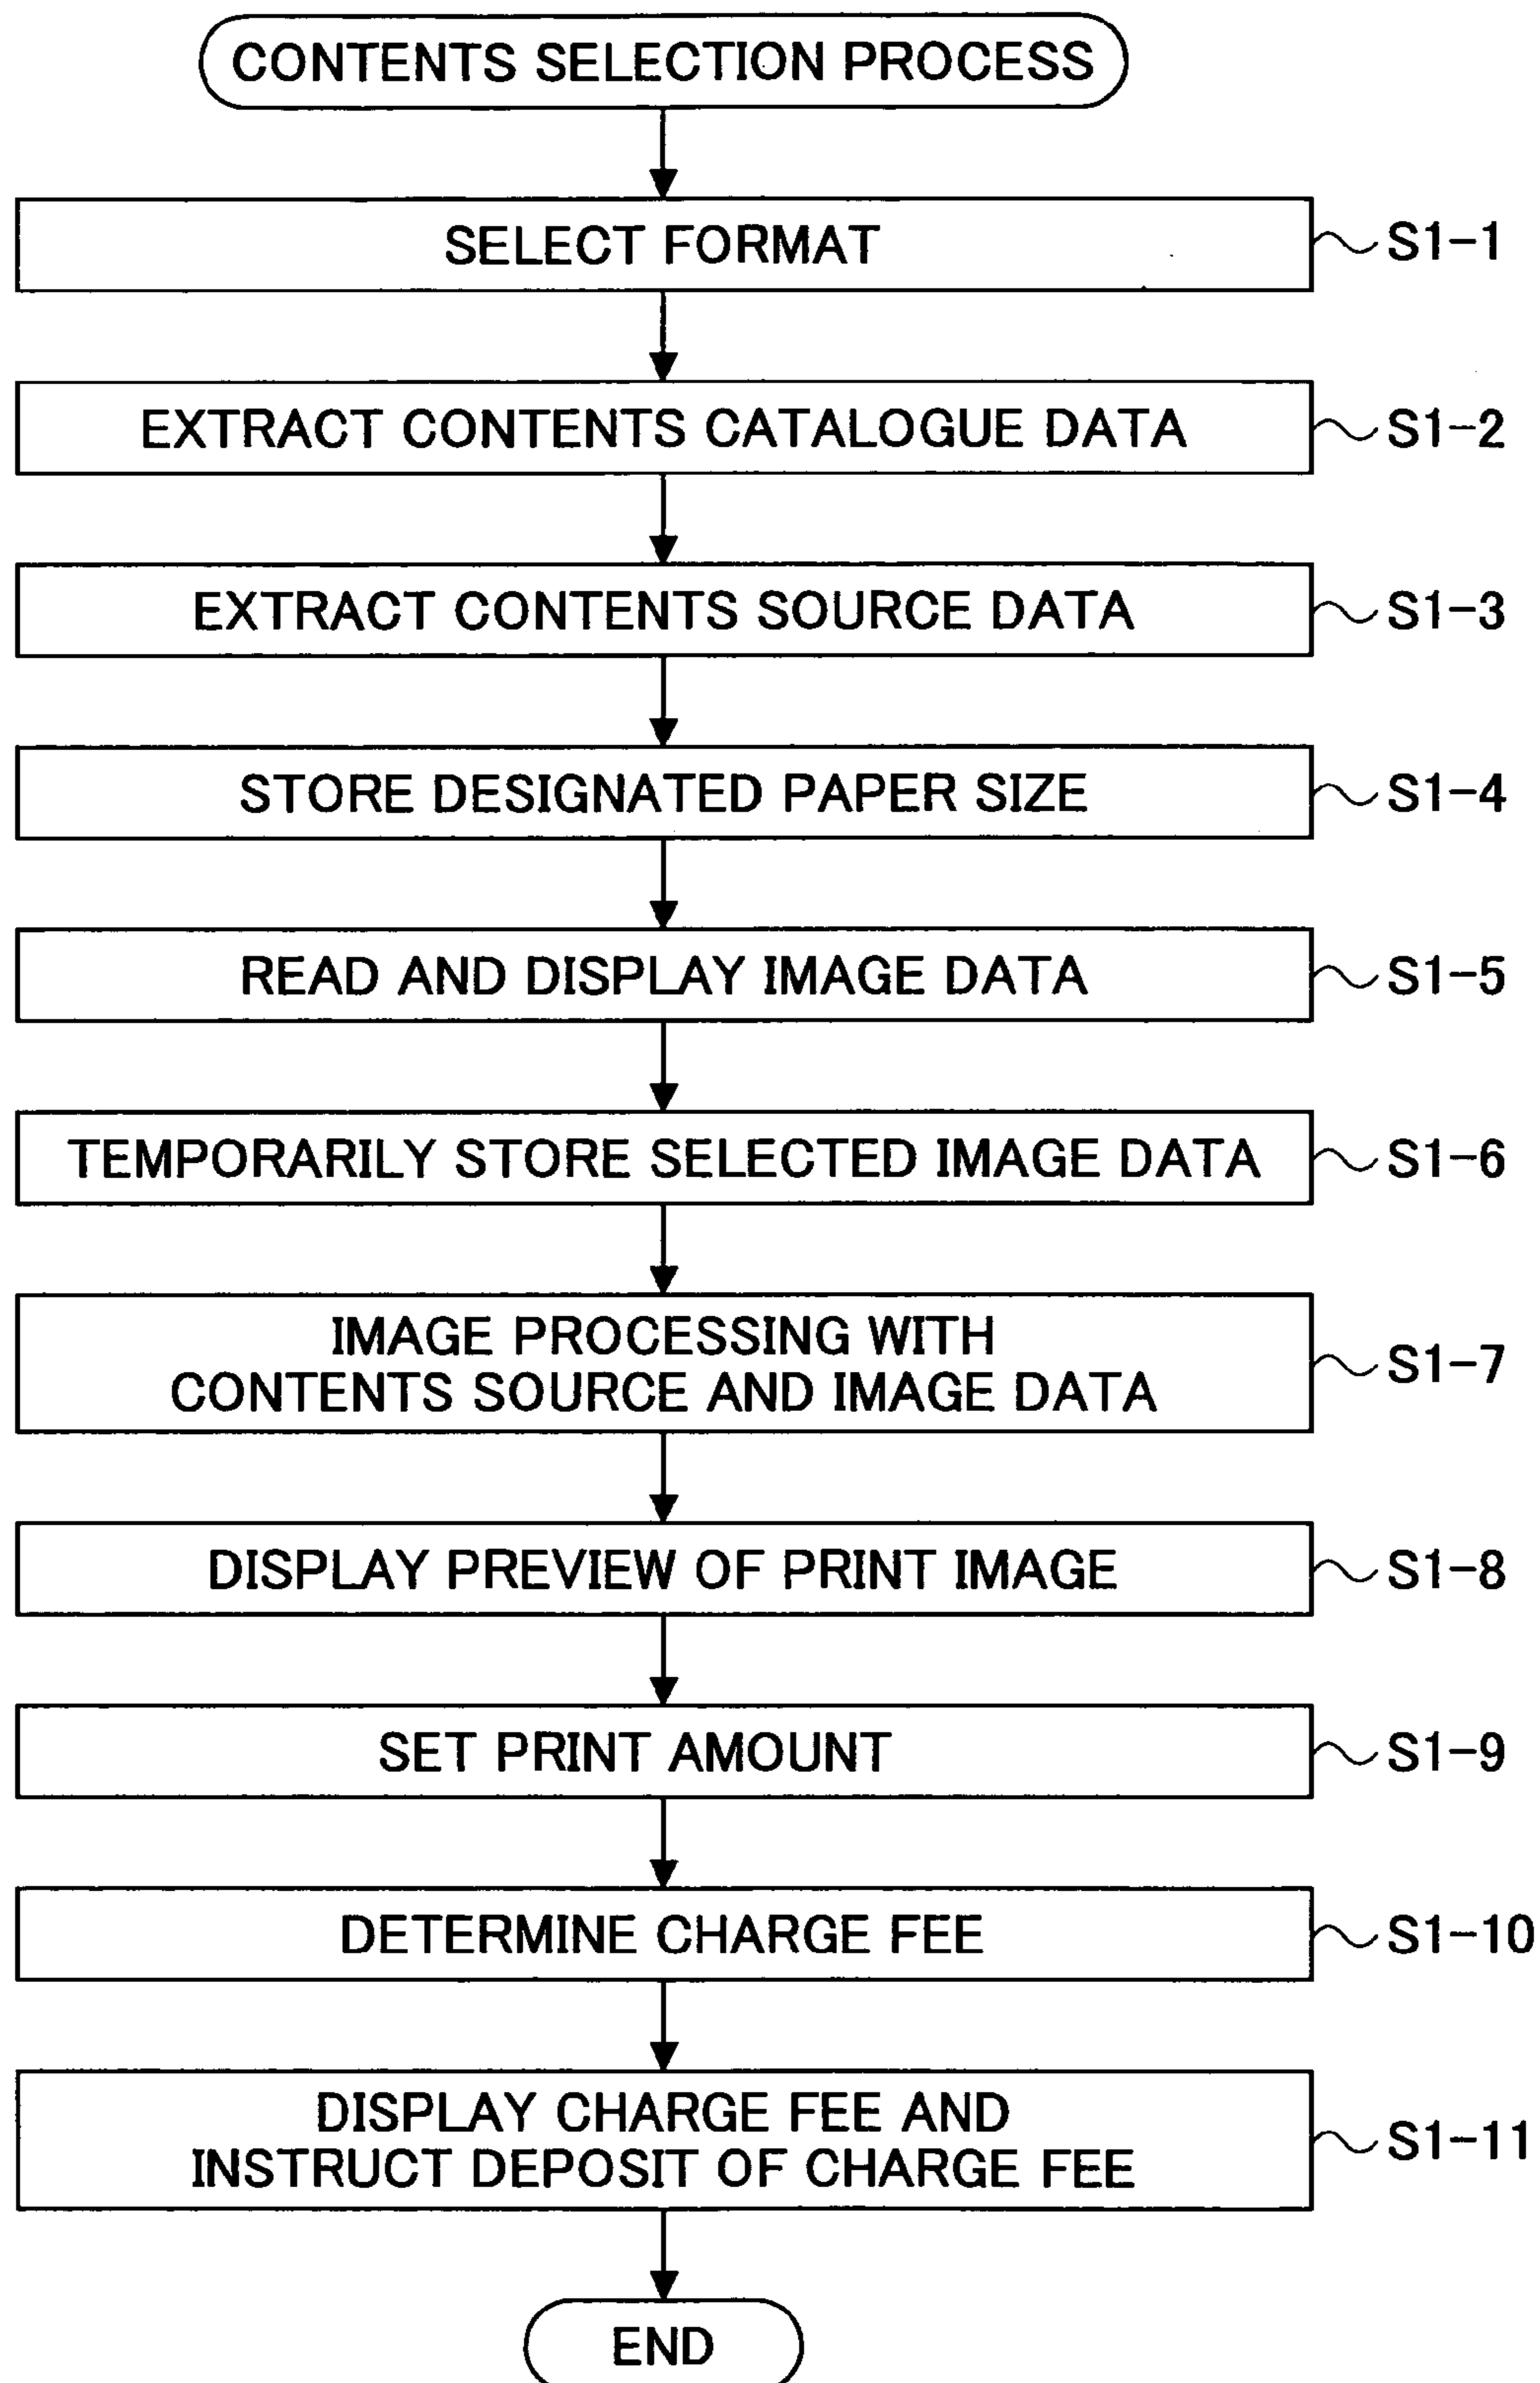 CONTENTS SELECTION PROCESS
SELECT FORMAT
S1-1
EXTRACT CONTENTS CATALOGUE DATA
S1-2
EXTRACT CONTENTS SOURCE DATA
S1-3
STORE DESIGNATED PAPER SIZE
S1-4
READ AND DISPLAY IMAGE DATA
S1-5
TEMPORARILY STORE SELECTED IMAGE DATA
S1-6
IMAGE PROCESSING WITH
CONTENTS SOURCE AND IMAGE DATA
S1-7
DISPLAY PREVIEW OF PRINT IMAGE
S1-8
SET PRINT AMOUNT
S1-9
DETERMINE CHARGE FEE
S1-10
DISPLAY CHARGE FEE AND
INSTRUCT DEPOSIT OF CHARGE FEE
S1-11
END